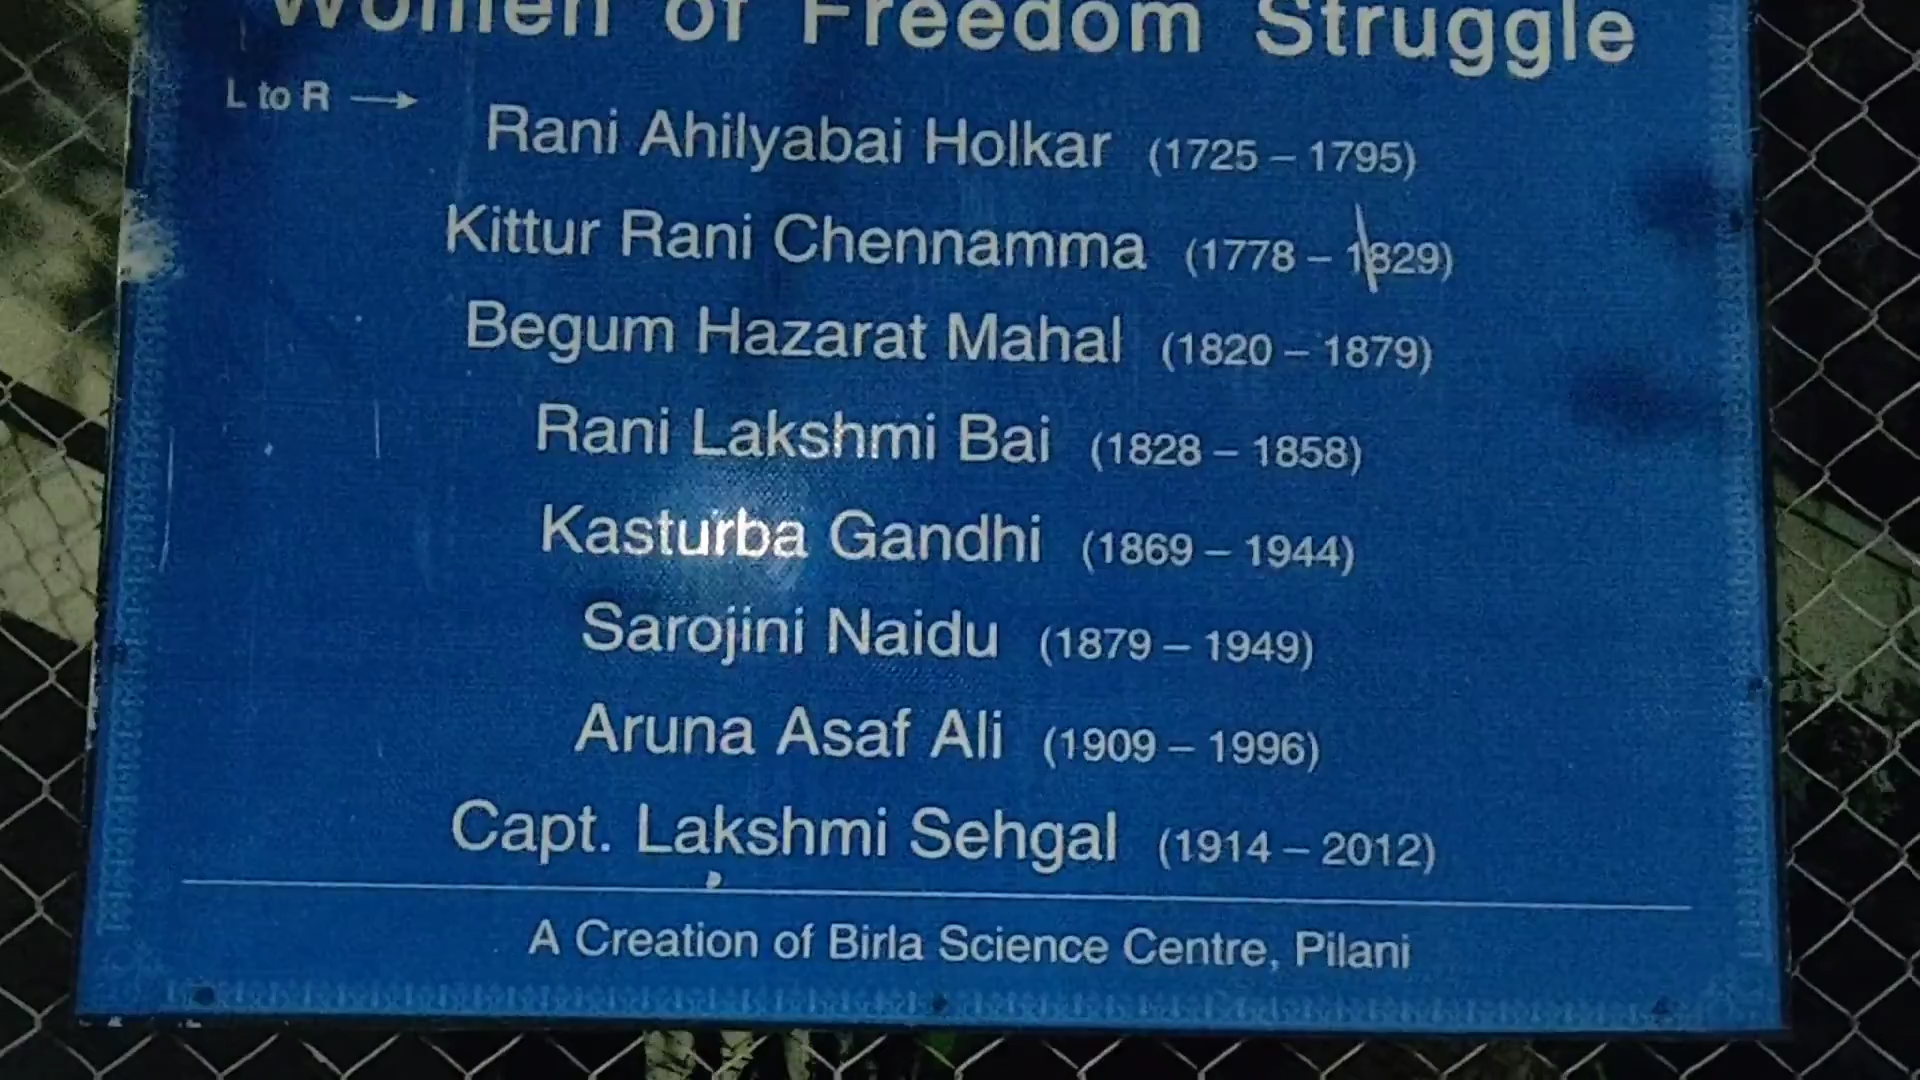 Women of Freedom Struggle
L to R →
Rani Ahilyabai Holkar (1725 – 1795)
Kittur Rani Chennamma (1778 – 1829)
Begum Hazarat Mahal (1820 – 1879)
Rani Lakshmi Bai (1828 – 1858)
Kasturba Gandhi (1869 – 1944)
Sarojini Naidu (1879 – 1949)
Aruna Asaf Ali (1909 – 1996)
Capt. Lakshmi Sehgal (1914 – 2012)
A Creation of Birla Science Centre, Pilani